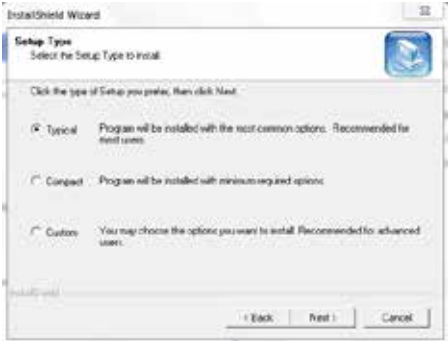 InstallShield Wizard
Setup Type
Select the Setup Type to install.
Click the type of Setup you prefer, then click Next.
Typical Program will be installed with the most common options. Recommended for
most users.
Compact Program will be installed with minimum required options.
Custom You may choose the options you want to install. Recommended for advanced
users.
InstallShield
< Back Next > Cancel